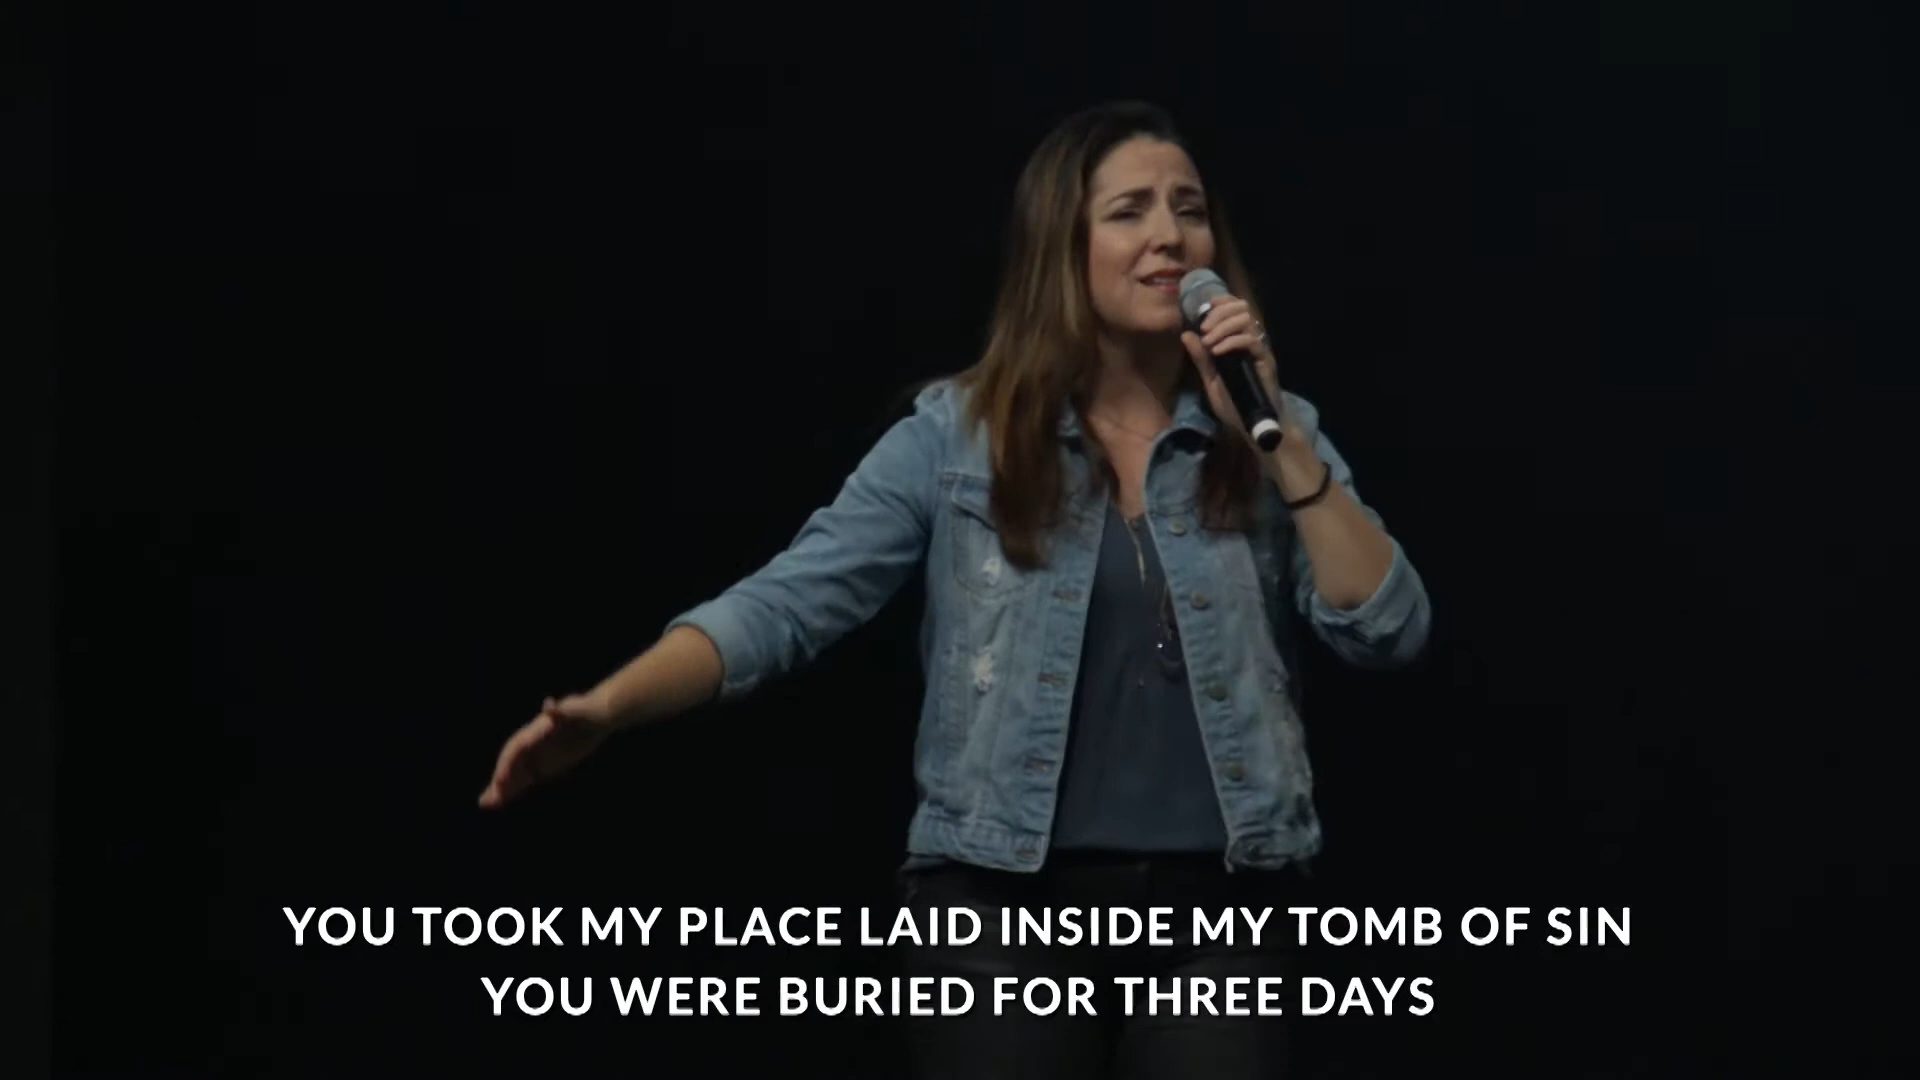 YOU TOOK MY PLACE LAID INSIDE MY TOMB OF SIN
YOU WERE BURIED FOR THREE DAYS